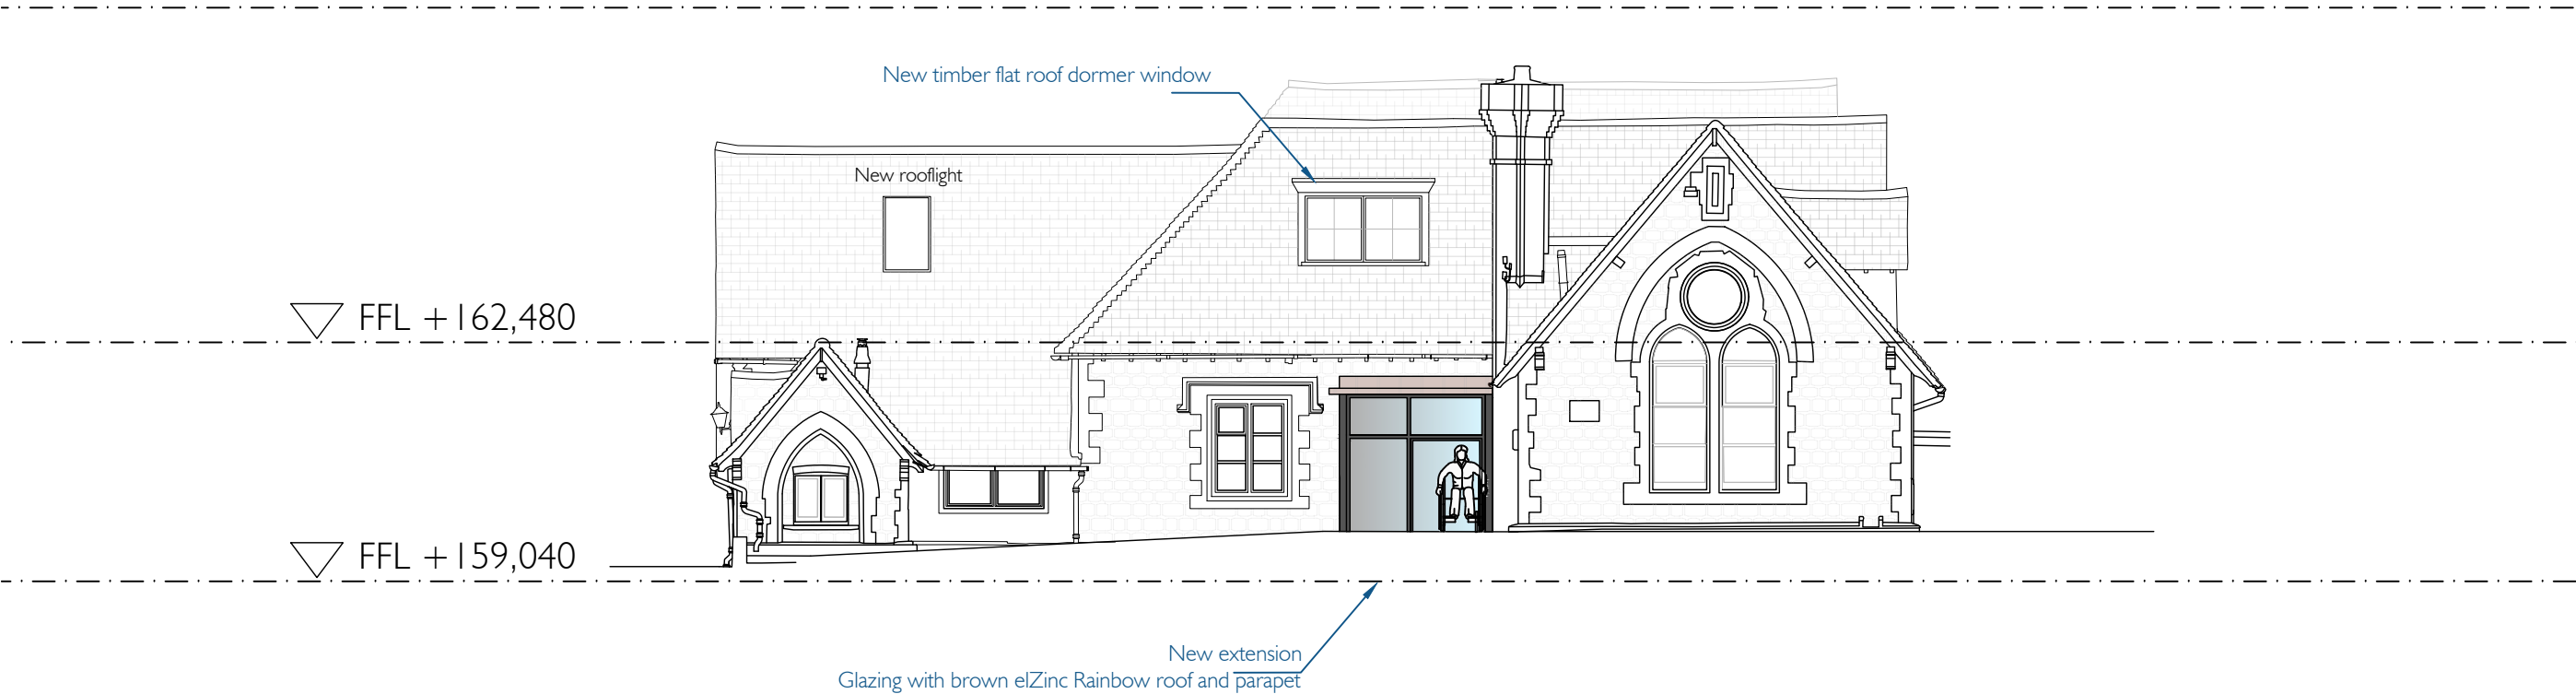 New timber flat roof dormer window
New rooflight
FFL +162,480
FFL +159,040
New extension
Glazing with brown elZinc Rainbow roof and parapet